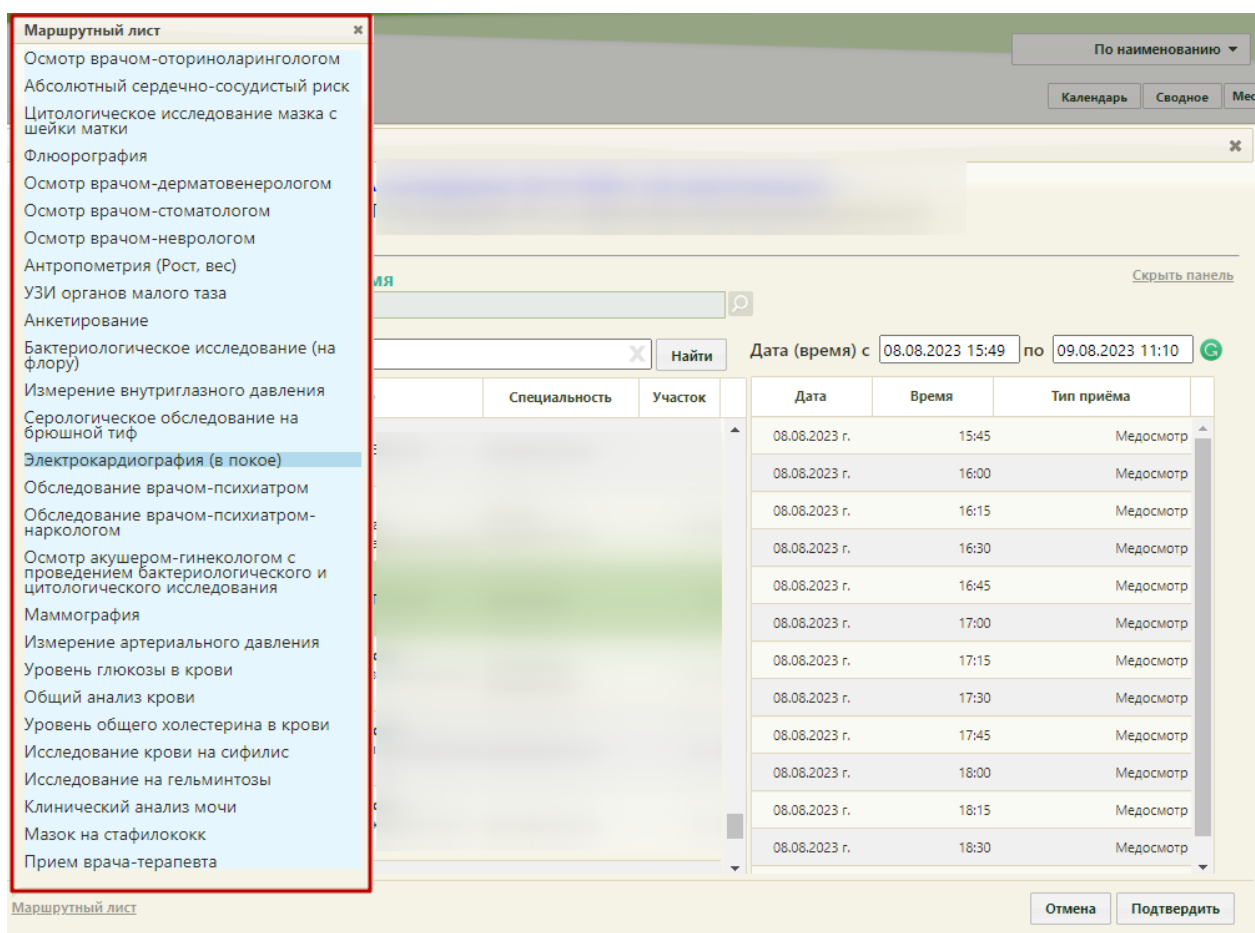 Маршрутный лист
Осмотр врачом-оториноларингологом
Абсолютный сердечно-сосудистый риск
Цитологическое исследование мазка с
шейки матки
Флюорография
Осмотр врачом-дерматовенерологом
Осмотр врачом-стоматологом
Осмотр врачом-неврологом
Антропометрия (Рост, вес)
УЗИ органов малого таза
Анкетирование
Бактериологическое исследование (на
флору)
Измерение внутриглазного давления
Серологическое обследование на
брюшной тиф
Электрокардиография (в покое)
Обследование врачом-психиатром
Обследование врачом-психиатром-
наркологом
Осмотр акушером-гинекологом с
проведением бактериологического и
цитологического исследования
Маммография
Измерение артериального давления
Уровень глюкозы в крови
Общий анализ крови
Уровень общего холестерина в крови
Исследование крови на сифилис
Исследование на гельминтозы
Клинический анализ мочи
Мазок на стафилококк
Прием врача-терапевта
По наименованию
Календарь Сводное Мес
мя
Скрыть панель
Найти
Дата (время) с 08.08.2023 15:49 по 09.08.2023 11:10
Специальность Участок
Дата Время Тип приёма
08.08.2023 г. 15:45 Медосмотр
08.08.2023 г. 16:00 Медосмотр
08.08.2023 г. 16:15 Медосмотр
08.08.2023 г. 16:30 Медосмотр
08.08.2023 г. 16:45 Медосмотр
08.08.2023 г. 17:00 Медосмотр
08.08.2023 г. 17:15 Медосмотр
08.08.2023 г. 17:30 Медосмотр
08.08.2023 г. 17:45 Медосмотр
08.08.2023 г. 18:00 Медосмотр
08.08.2023 г. 18:15 Медосмотр
08.08.2023 г. 18:30 Медосмотр
Маршрутный лист
Отмена Подтвердить